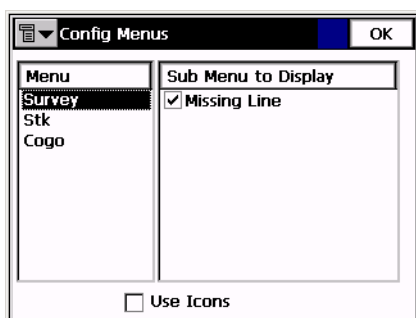 Config Menus OK
Menu Sub Menu to Display
Survey Missing Line
Stk
Cogo
Use Icons